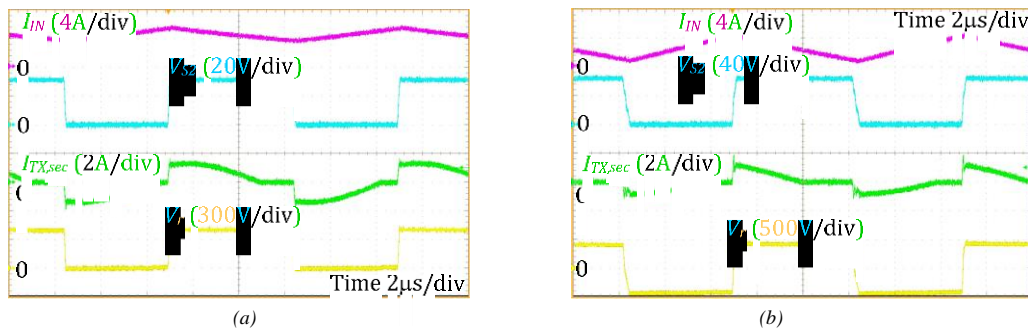 I_IN (4A/div)
0
V_S2 (20V/div)
0
I_TX,sec (2A/div)
(300V/div)
0
Time 2μs/div
(a)
I_IN (4A/div)
Time 2μs/div
0
V_S2 (40V/div)
0
I_TX,sec (2A/div)
(500V/div)
0
(b)